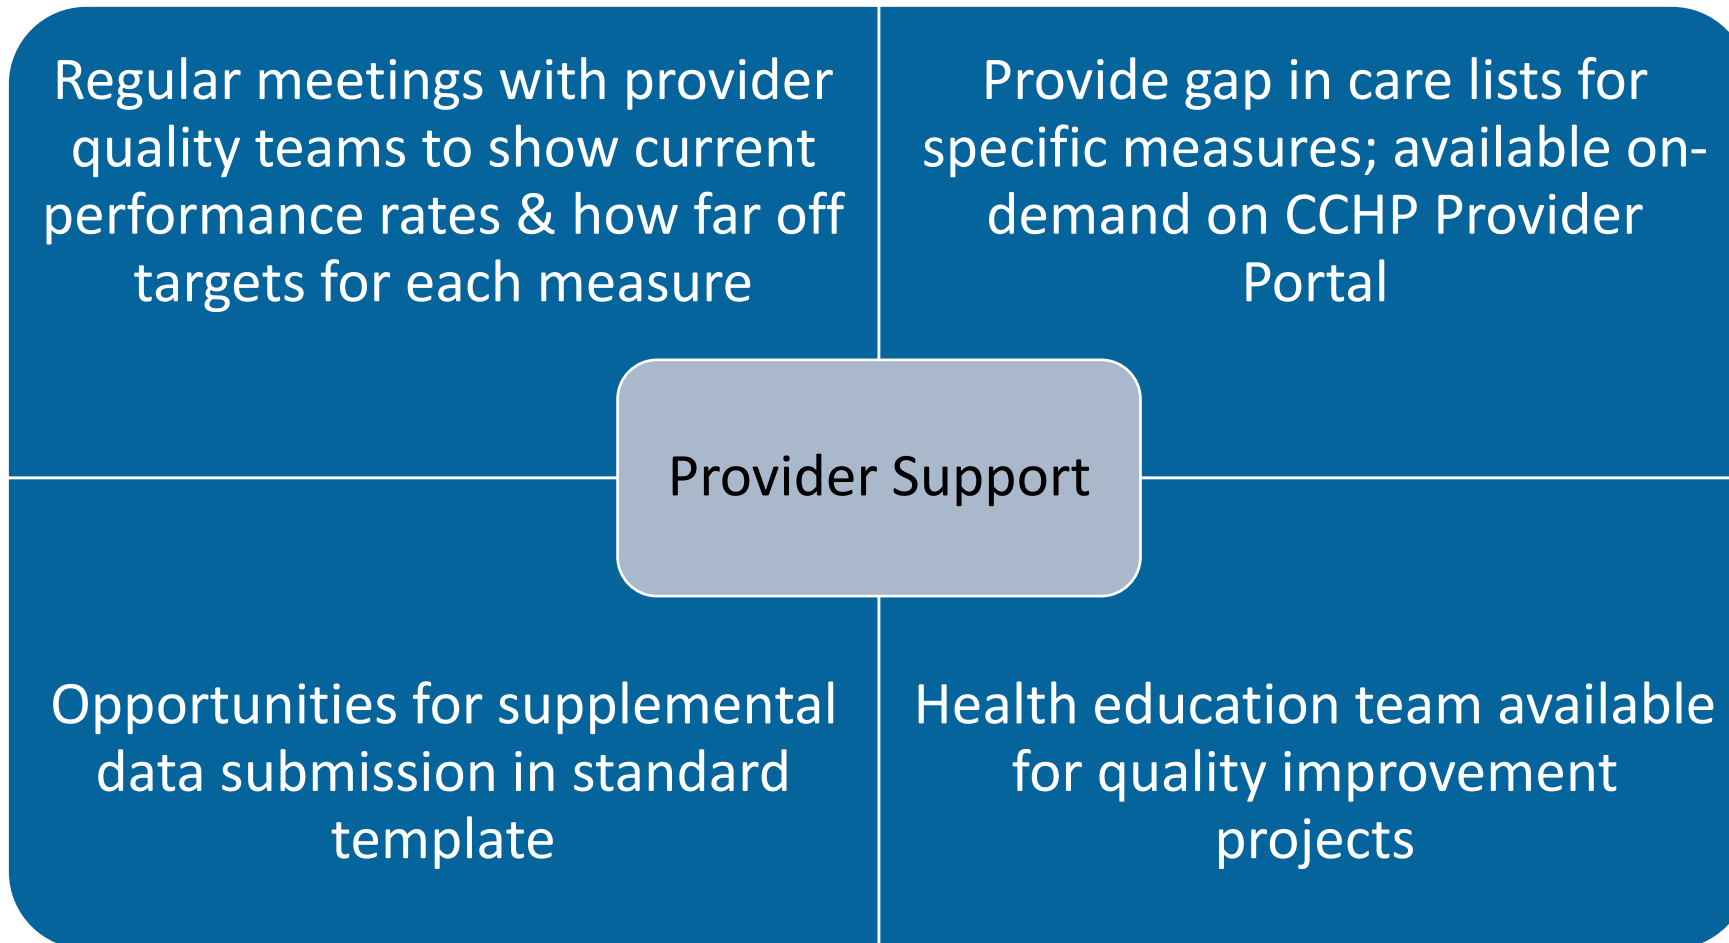 Regular meetings with provider
quality teams to show current
performance rates & how far off
targets for each measure
Provide gap in care lists for
specific measures; available on-
demand on CCHP Provider
Portal
Provider Support
Opportunities for supplemental
data submission in standard
template
Health education team available
for quality improvement
projects